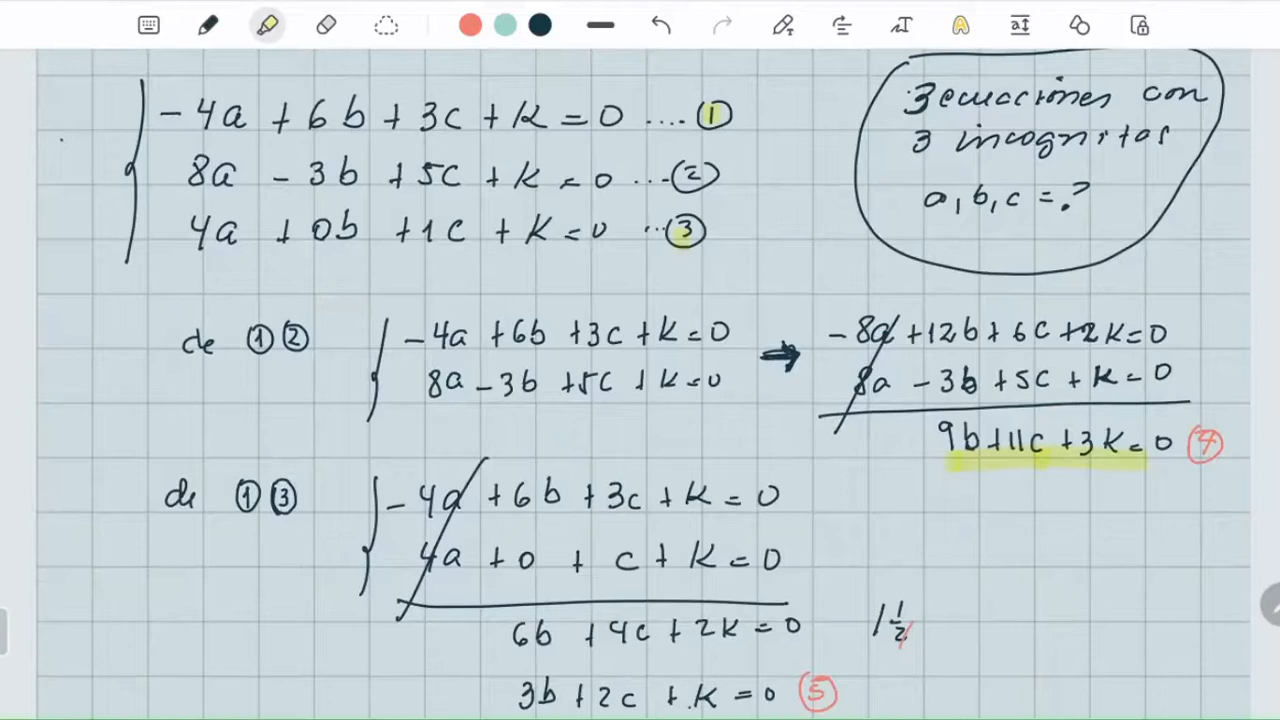 -4a + 6b + 3c + K = 0 .... ①
8a - 3b + 5c + K = 0 ... ②
4a + 0b + 1c + K = 0 ... ③
3 ecuaciones con
3 incognitas
a, b, c = ?
de ① ②
-4a + 6b + 3c + K = 0
8a - 3b + 5c + K = 0
-8a + 12b + 6c + 2K = 0
8a - 3b + 5c + K = 0
9b + 11c + 3K = 0 ④
de ① ③
-4a + 6b + 3c + K = 0
4a + 0 + c + K = 0
6b + 4c + 2K = 0 / 1/2
3b + 2c + K = 0 ⑤